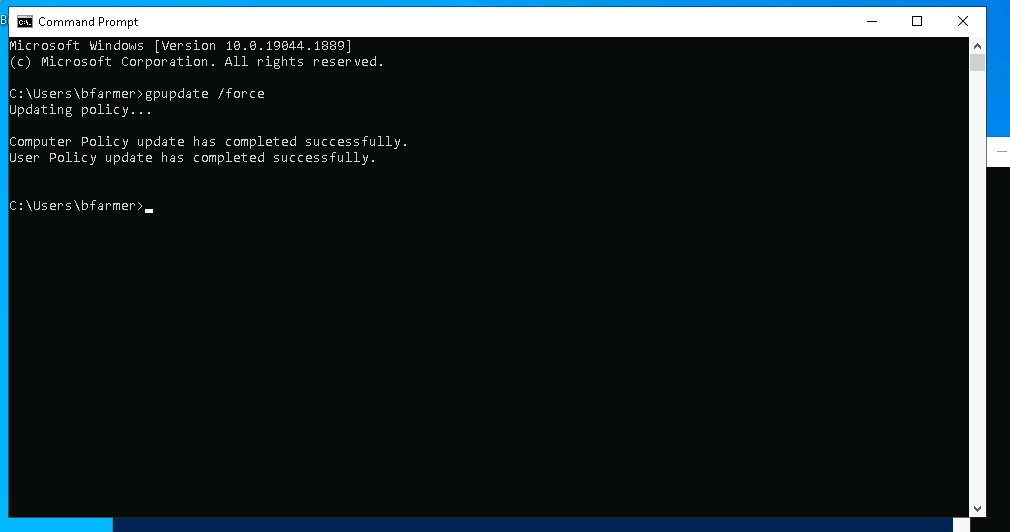 Command Prompt
Microsoft Windows [Version 10.0.19044.1889]
(c) Microsoft Corporation. All rights reserved.
C:\Users\bfarmer>gpupdate /force
Updating policy...
Computer Policy update has completed successfully.
User Policy update has completed successfully.
C:\Users\bfarmer>